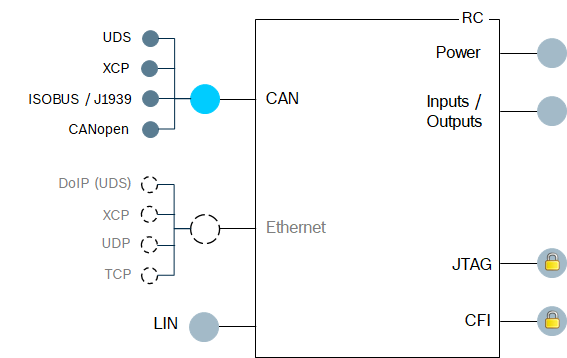 RC
UDS
XCP
ISOBUS / J1939
CANopen
CAN
DoIP (UDS)
XCP
UDP
TCP
Ethernet
LIN
Power
Inputs /
Outputs
JTAG
CFI